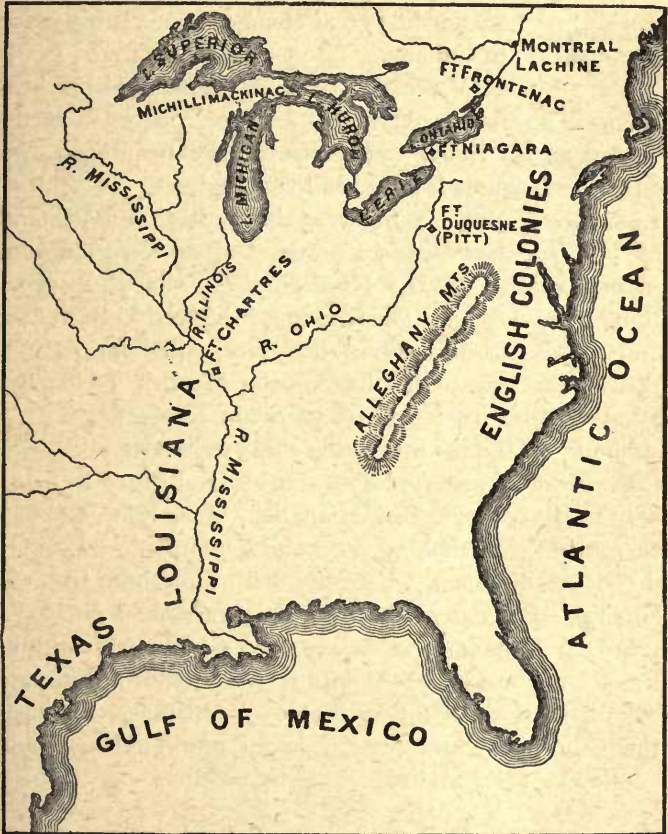 MONTREAL
LACHINE
L. SUPERIOR
FT FRONTENAC
MICHILLIMACKINAC
L. HURON
L. ONTARIO
FT NIAGARA
L. MICHIGAN
L. ERIE
R. MISSISSIPPI
FT
DUQUESNE
(PITT)
ENGLISH COLONIES
R. ILLINOIS
FT CHARTRES
R. OHIO
ALLEGHANY MTS
ATLANTIC OCEAN
LOUISIANA
R. MISSISSIPPI
TEXAS
GULF OF MEXICO